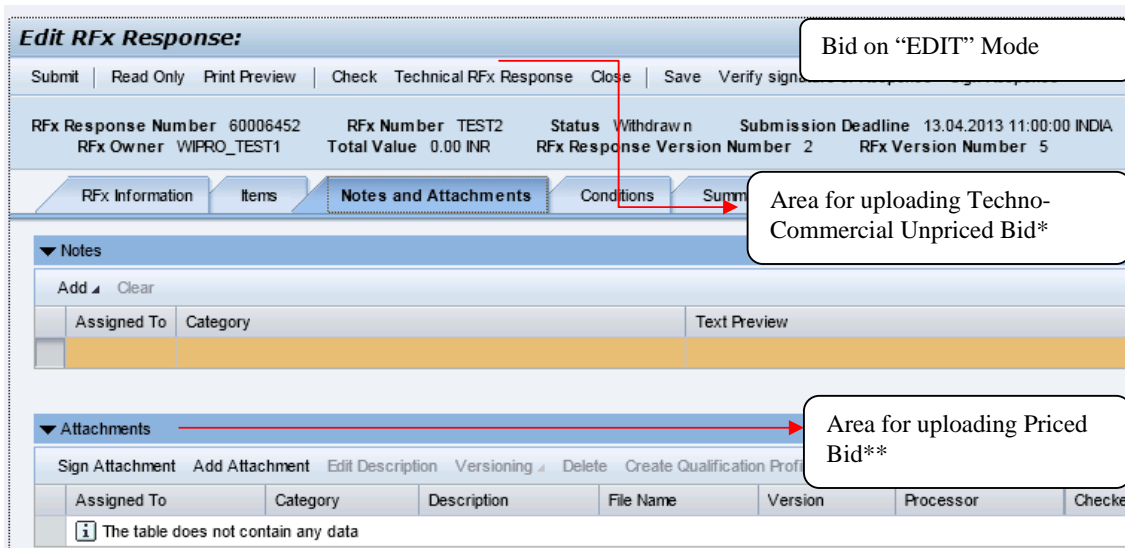 Edit RFx Response:
Bid on “EDIT” Mode
Submit Read Only Print Preview Check Technical RFx Response Close Save Verify
RFx Response Number 60006452 RFx Number TEST2 Status Withdrawn Submission Deadline 13.04.2013 11:00:00 INDIA
RFx Owner WIPRO_TEST1 Total Value 0.00 INR RFx Response Version Number 2 RFx Version Number 5
RFx Information Items Notes and Attachments Conditions
Area for uploading Techno-
Commercial Unpriced Bid*
Notes
Add Clear
Assigned To Category Text Preview
Attachments
Area for uploading Priced
Bid**
Sign Attachment Add Attachment Edit Description Versioning Delete Create Qualification
Assigned To Category Description File Name Version Processor
The table does not contain any data